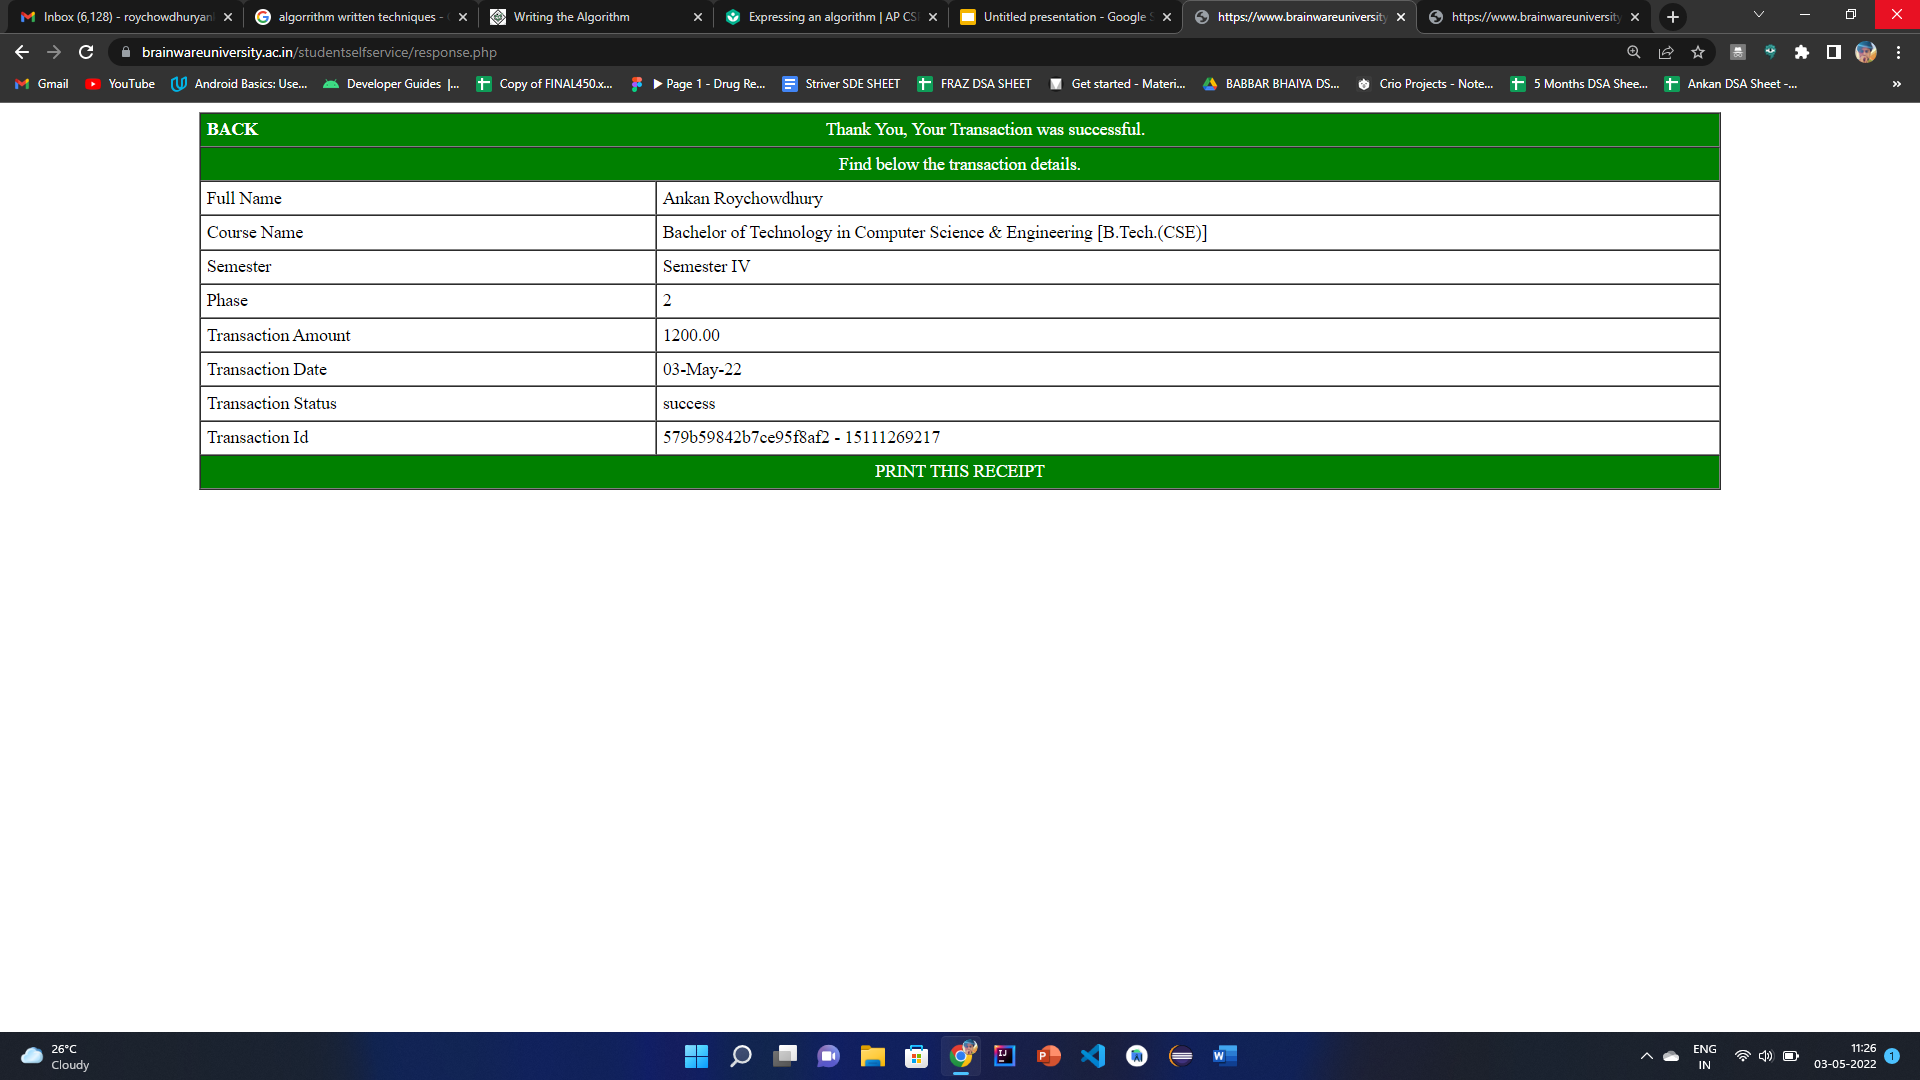 Inbox (6,128) - roychowdhuryan
algorrithm written techniques -
Writing the Algorithm
Expressing an algorithm | AP CS
Untitled presentation - Google S
https://www.brainwareuniversity
https://www.brainwareuniversity
brainwareuniversity.ac.in/studentselfservice/response.php
Gmail
YouTube
Android Basics: Use...
Developer Guides |...
Copy of FINAL450.x...
Page 1 - Drug Re...
Striver SDE SHEET
FRAZ DSA SHEET
Get started - Materi...
BABBAR BHAIYA DS...
Crio Projects - Note...
5 Months DSA Shee...
Ankan DSA Sheet -...
»
BACK
Thank You, Your Transaction was successful.
Find below the transaction details.
Full Name Ankan Roychowdhury
Course Name Bachelor of Technology in Computer Science & Engineering [B.Tech.(CSE)]
Semester Semester IV
Phase 2
Transaction Amount 1200.00
Transaction Date 03-May-22
Transaction Status success
Transaction Id 579b59842b7ce95f8af2 - 15111269217
PRINT THIS RECEIPT
26°C
Cloudy
ENG
IN
11:26
03-05-2022
1